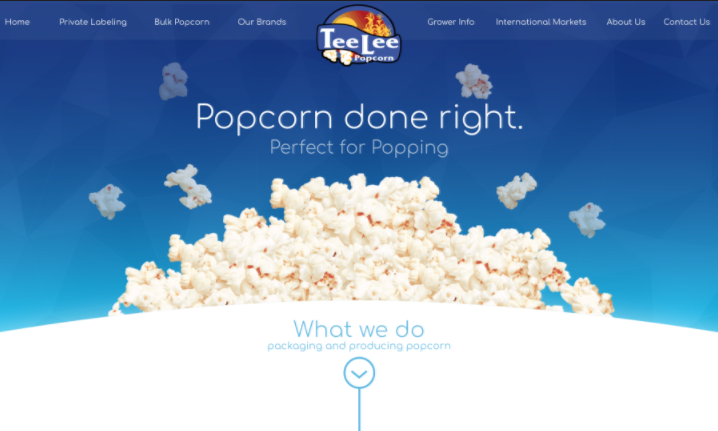 Home Private Labeling Bulk Popcorn Our Brands TeeLee Popcorn Grower Info International Markets About Us Contact Us
Popcorn done right.
Perfect for Popping
What we do
packaging and producing popcorn